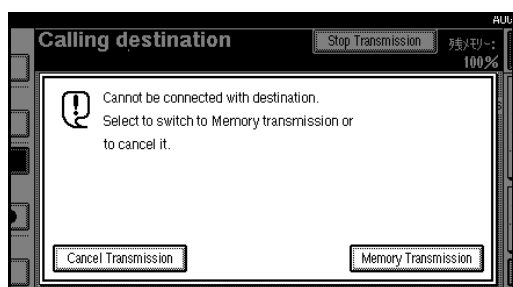 AUG
Calling destination
Stop Transmission
残メモリー:
100%
Cannot be connected with destination.
Select to switch to Memory transmission or
to cancel it.
Cancel Transmission
Memory Transmission